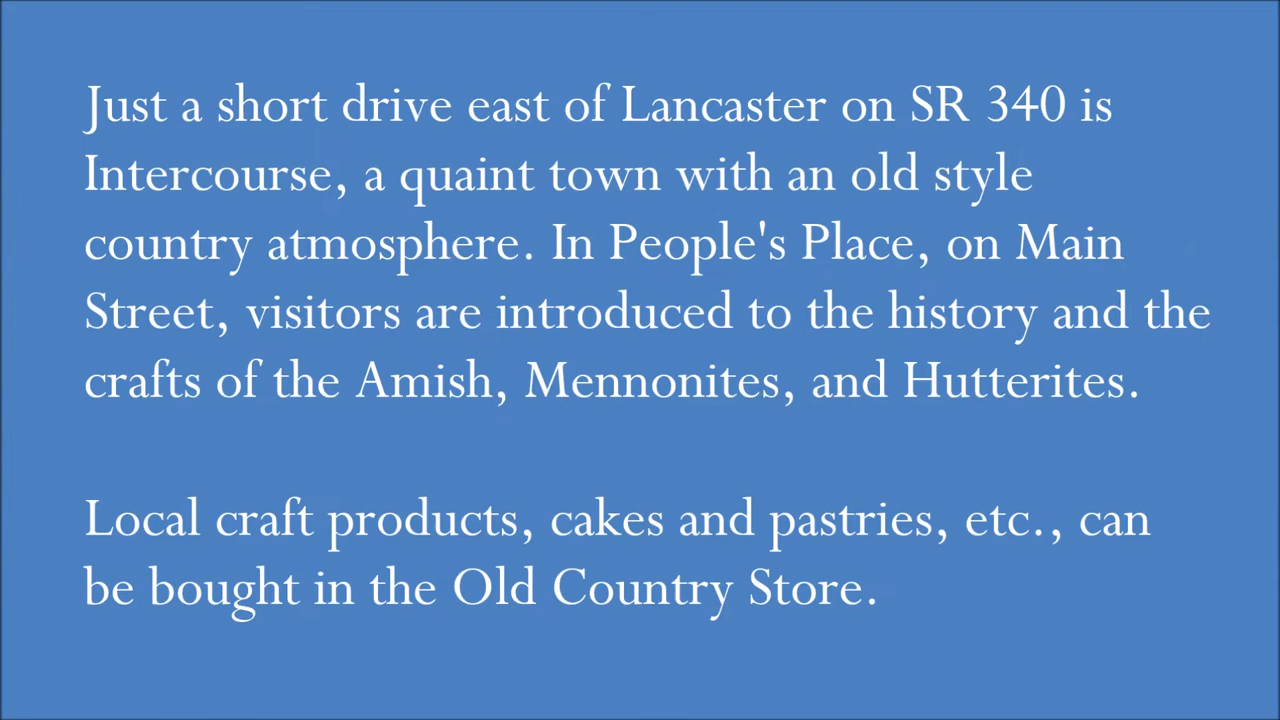 Just a short drive east of Lancaster on SR 340 is
Intercourse, a quaint town with an old style
country atmosphere. In People's Place, on Main
Street, visitors are introduced to the history and the
crafts of the Amish, Mennonites, and Hutterites.
Local craft products, cakes and pastries, etc., can
be bought in the Old Country Store.